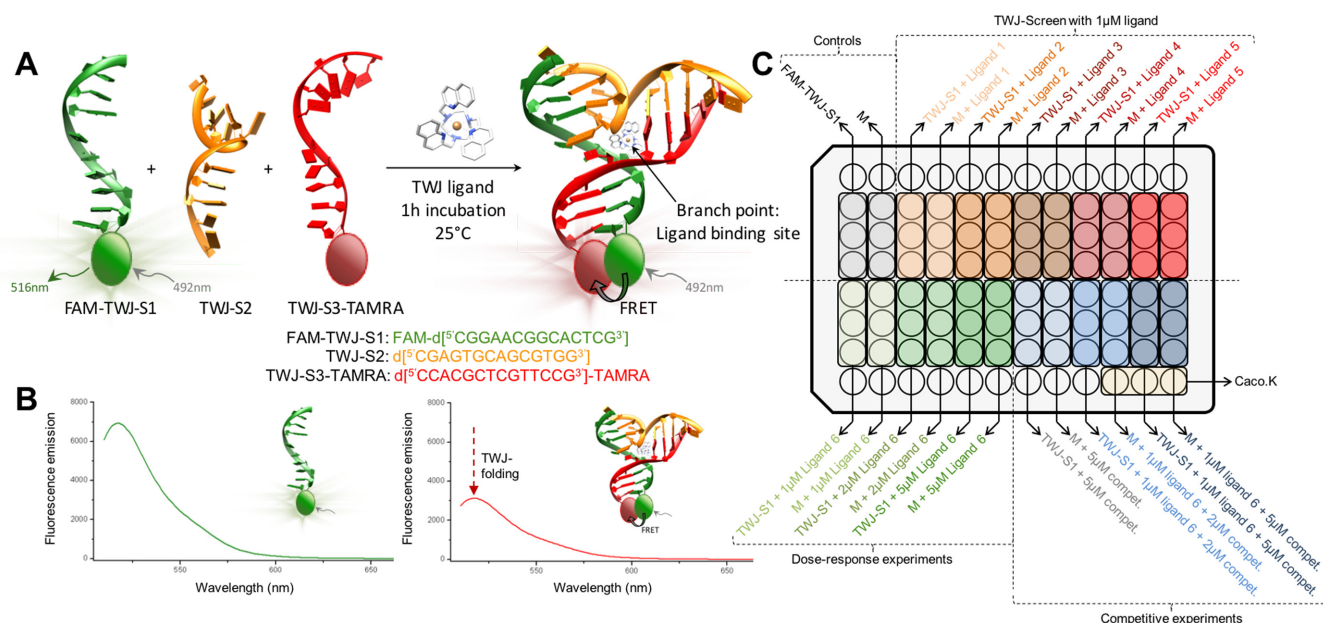 A
+
+
TWJ ligand
1h incubation
25°C
Branch point:
Ligand binding site
516nm
492nm
492nm
FAM-TWJ-S1
TWJ-S2
TWJ-S3-TAMRA
FRET
FAM-TWJ-S1: FAM-d[5'CGGAACGGCACTCG3']
TWJ-S2: d[5'CGAGTGCAGCGTGG3']
TWJ-S3-TAMRA: d[5'CCACGCTCGTTCCG3']-TAMRA
B
Fluorescence emission
8000
6000
4000
2000
0
550
600
650
Wavelength (nm)
Fluorescence emission
8000
6000
4000
2000
0
550
600
650
Wavelength (nm)
TWJ-
folding
FRET
C
Controls
TWJ-Screen with 1µM ligand
FAM-TWJ-S1
M
TWJ-S1 + Ligand 1
M + Ligand 1
TWJ-S1 + Ligand 2
M + Ligand 2
TWJ-S1 + Ligand 3
M + Ligand 3
TWJ-S1 + Ligand 4
M + Ligand 4
TWJ-S1 + Ligand 5
M + Ligand 5
Caco.K
TWJ-S1 + 1µM Ligand 6
M + 1µM Ligand 6
TWJ-S1 + 2µM Ligand 6
M + 2µM Ligand 6
TWJ-S1 + 5µM Ligand 6
M + 5µM Ligand 6
TWJ-S1 + 5µM compet.
M + 5µM compet.
TWJ-S1 + 1µM ligand 6 + 2µM compet.
M + 1µM ligand 6 + 2µM compet.
TWJ-S1 + 1µM ligand 6 + 5µM compet.
M + 1µM ligand 6 + 5µM compet.
Dose-response experiments
Competitive experiments